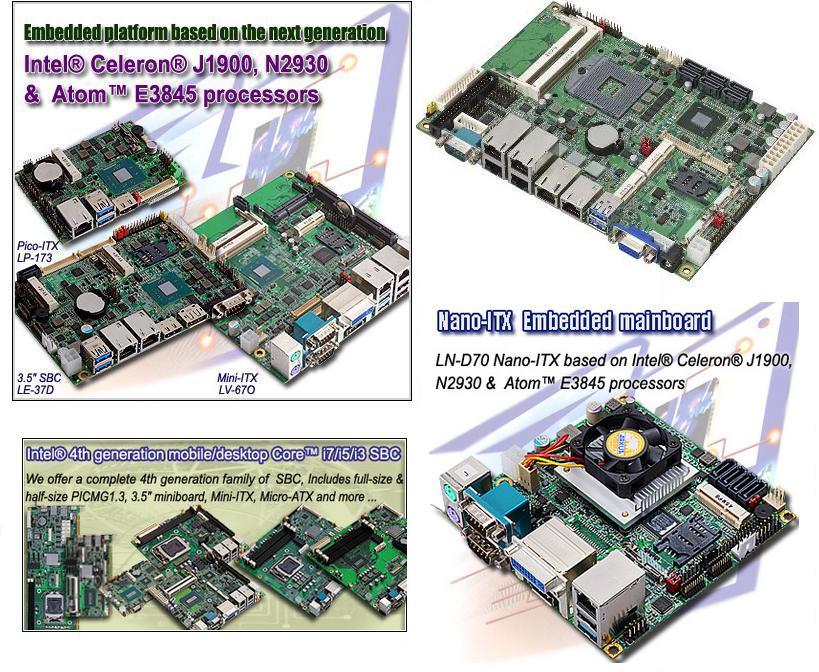 Embedded platform based on the next generation
Intel® Celeron® J1900, N2930
& Atom™ E3845 processors
Pico-ITX
LP-173
3.5" SBC
LE-37D
Mini-ITX
LV-67O
Nano-ITX Embedded mainboard
LN-D70 Nano-ITX based on Intel® Celeron® J1900,
N2930 & Atom™ E3845 processors
Intel® 4th generation mobile/desktop Core™ i7/i5/i3 SBC
We offer a complete 4th generation family of SBC, Includes full-size &
half-size PICMG1.3, 3.5" miniboard, Mini-ITX, Micro-ATX and more ...